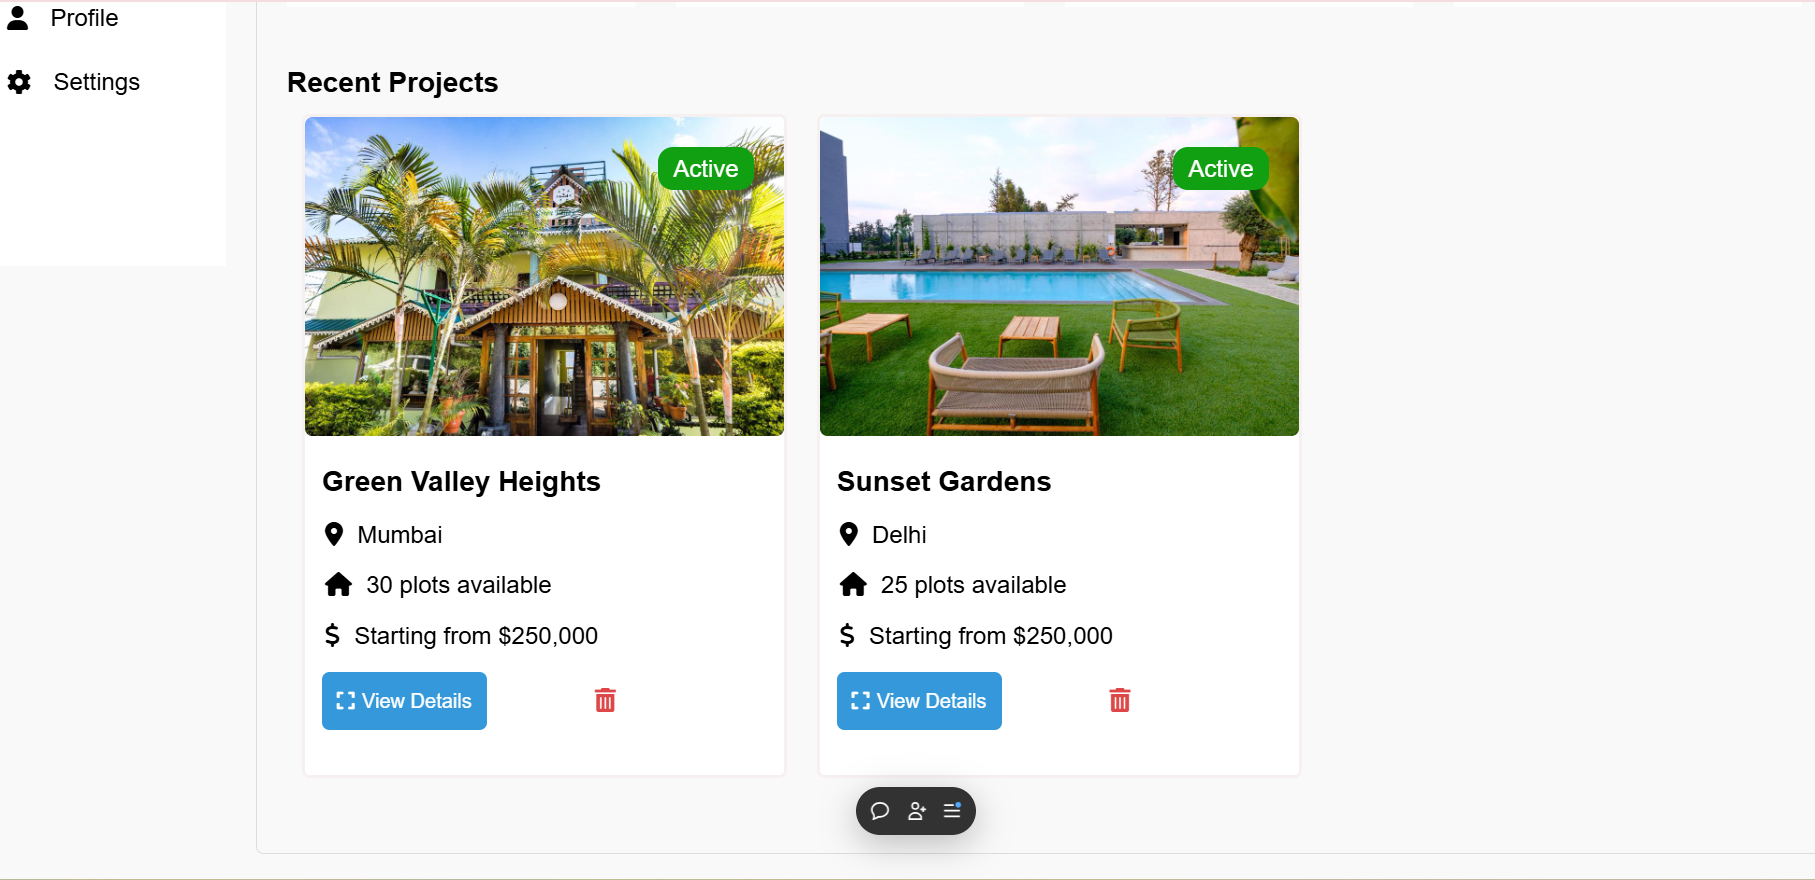 Profile
Settings
Recent Projects
Active
Active
Green Valley Heights
Mumbai
30 plots available
Starting from $250,000
View Details
Sunset Gardens
Delhi
25 plots available
Starting from $250,000
View Details